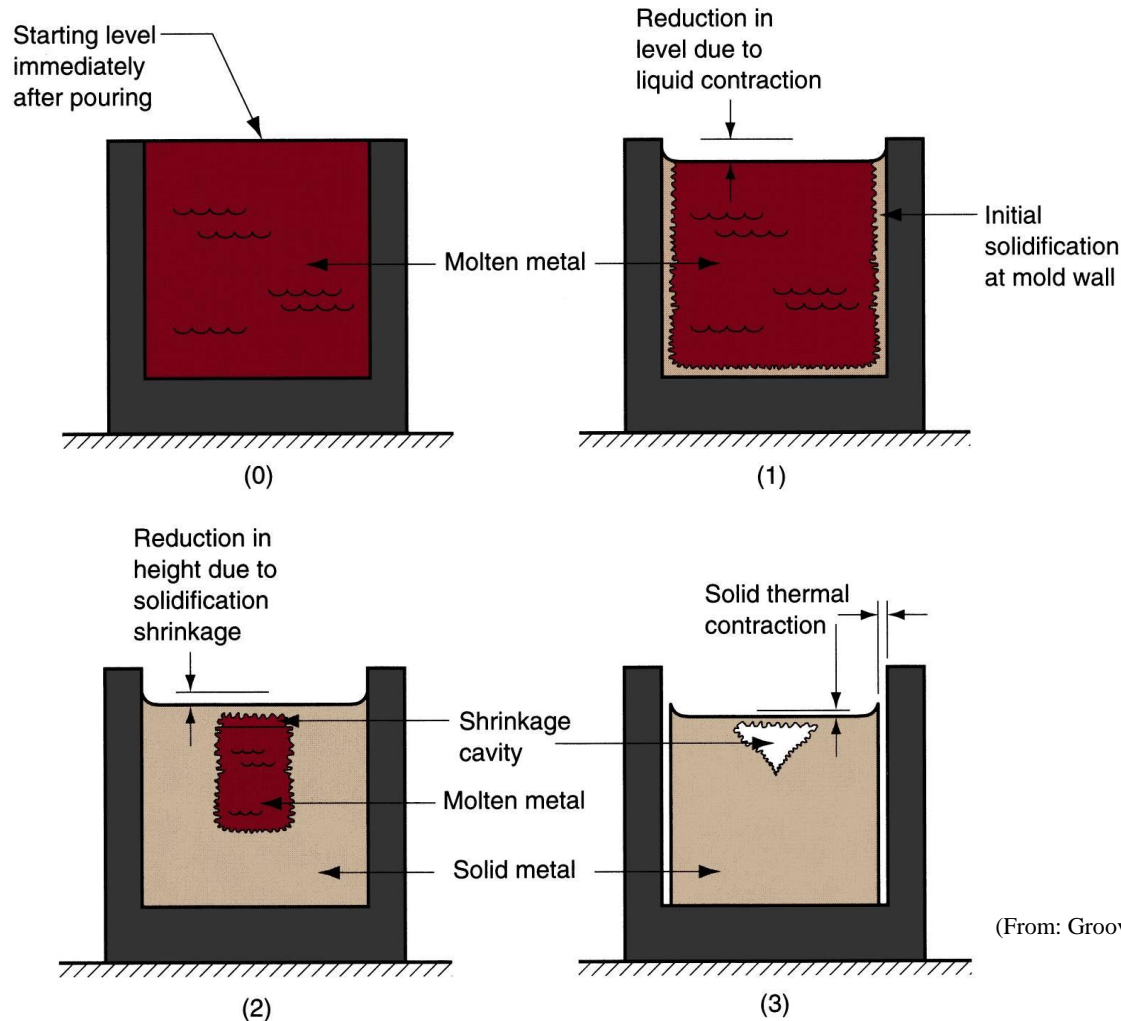 Starting level
immediately
after pouring
Reduction in
level due to
liquid contraction
Molten metal
Initial
solidification
at mold wall
(0)
(1)
Reduction in
height due to
solidification
shrinkage
Solid thermal
contraction
Shrinkage
cavity
Molten metal
Solid metal
(2)
(3)
(From: Groov